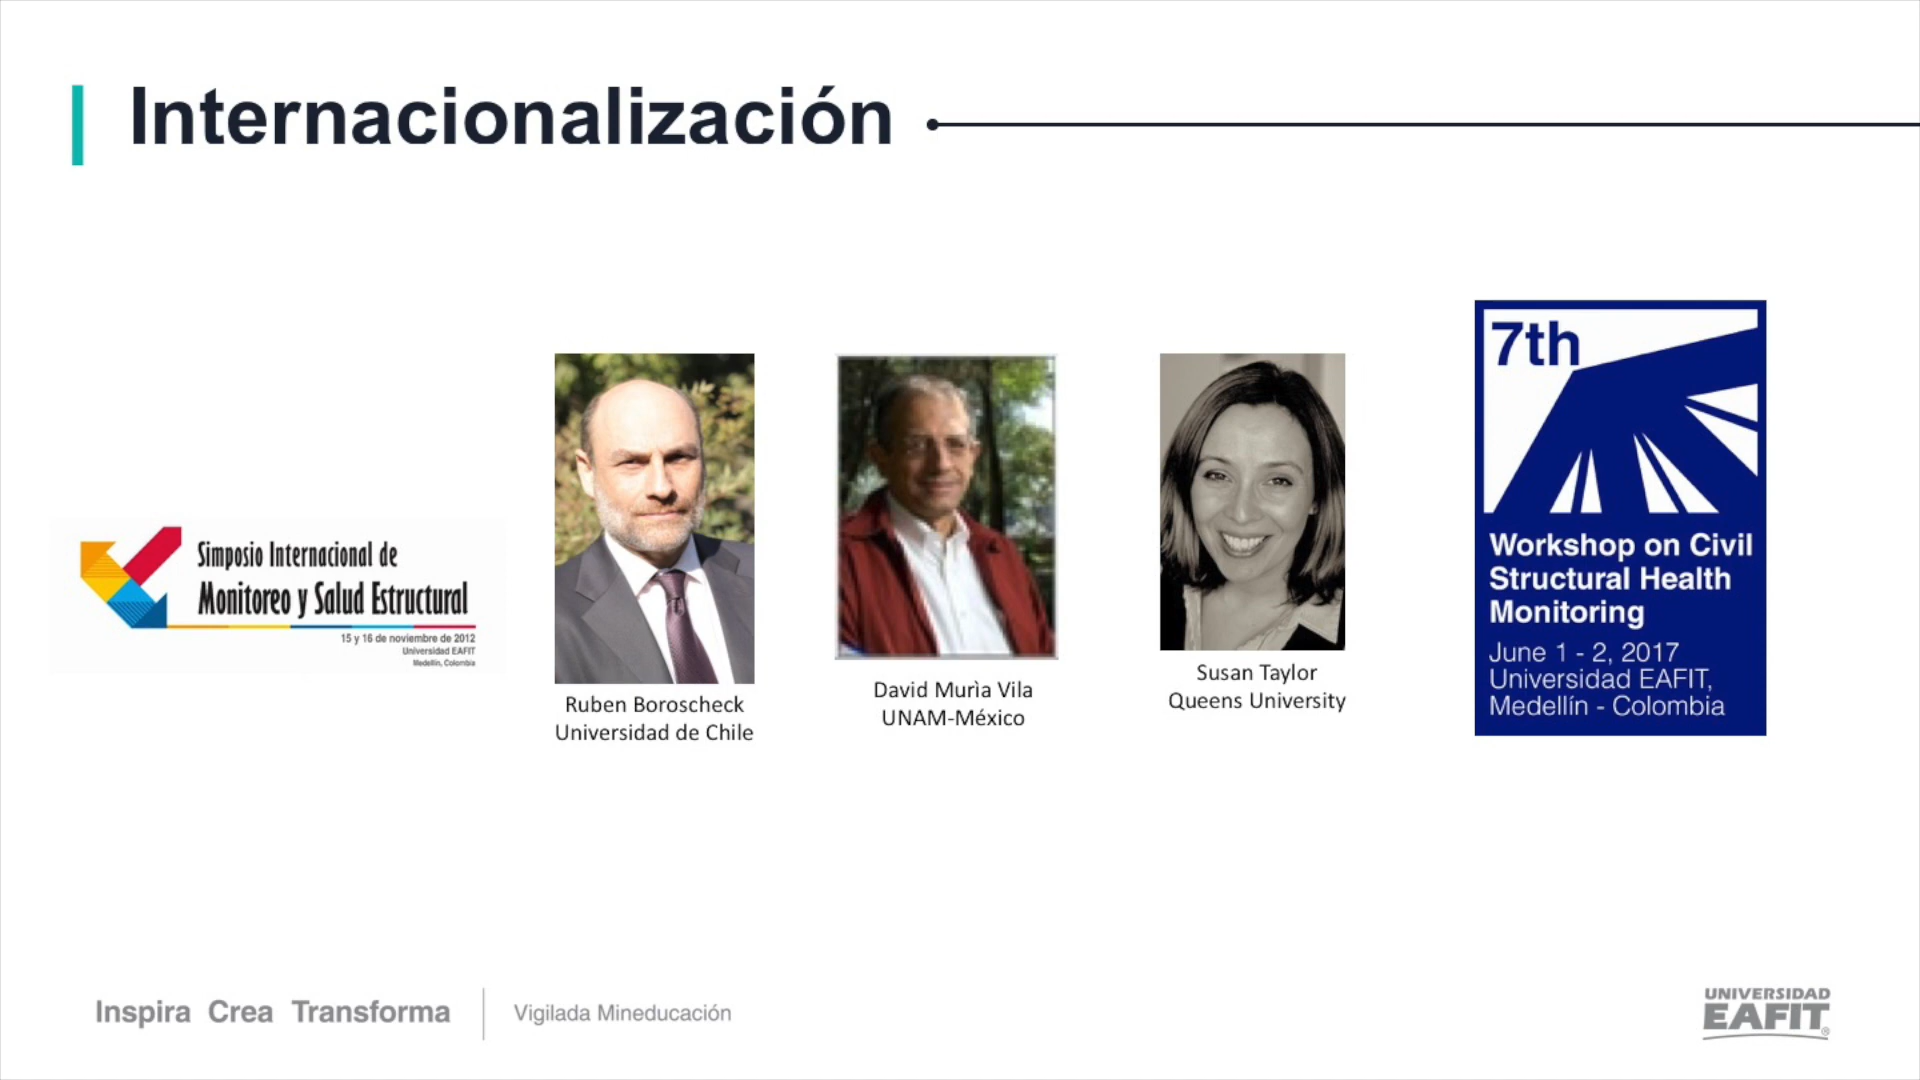 Internacionalización
Simposio Internacional de
Monitoreo y Salud Estructural
15 y 16 de noviembre de 2012
Universidad EAFIT
Medellín, Colombia
Ruben Boroscheck
Universidad de Chile
David Murìa Vila
UNAM-México
Susan Taylor
Queens University
7th
Workshop on Civil
Structural Health
Monitoring
June 1 - 2, 2017
Universidad EAFIT,
Medellín - Colombia
Inspira Crea Transforma
Vigilada Mineducación
UNIVERSIDAD
EAFIT®